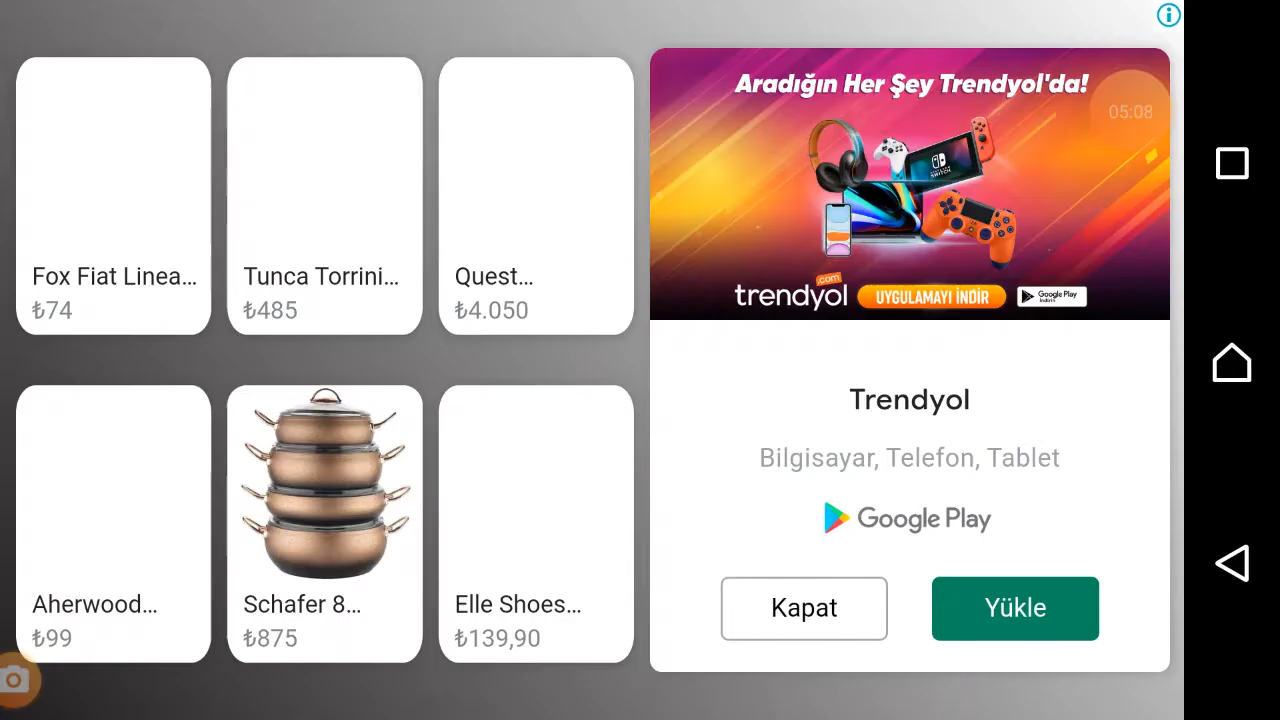 Fox Fiat Linea...
₺74
Tunca Torrini...
₺485
Quest...
₺4.050
Aherwood...
₺99
Schafer 8...
₺875
Elle Shoes...
₺139,90
Aradığın Her Şey Trendyol'da!
05:08
SWITCH
.com
trendyol
UYGULAMAYI İNDİR
Google Play
Trendyol
Bilgisayar, Telefon, Tablet
Google Play
Kapat
Yükle